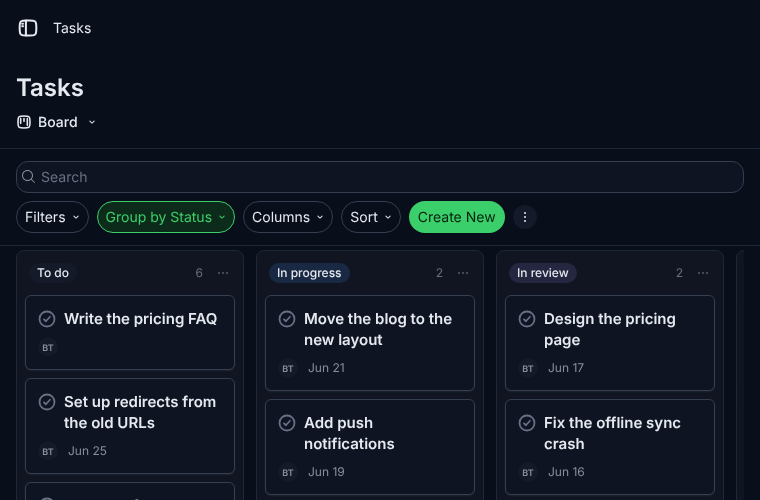 Tasks
Tasks
Board
Search
Filters
Group by Status
Columns
Sort
Create New
To do
6
Write the pricing FAQ
BT
Set up redirects from
the old URLs
BT
Jun 25
In progress
2
Move the blog to the
new layout
BT
Jun 21
Add push
notifications
BT
Jun 19
In review
2
Design the pricing
page
BT
Jun 17
Fix the offline sync
crash
BT
Jun 16